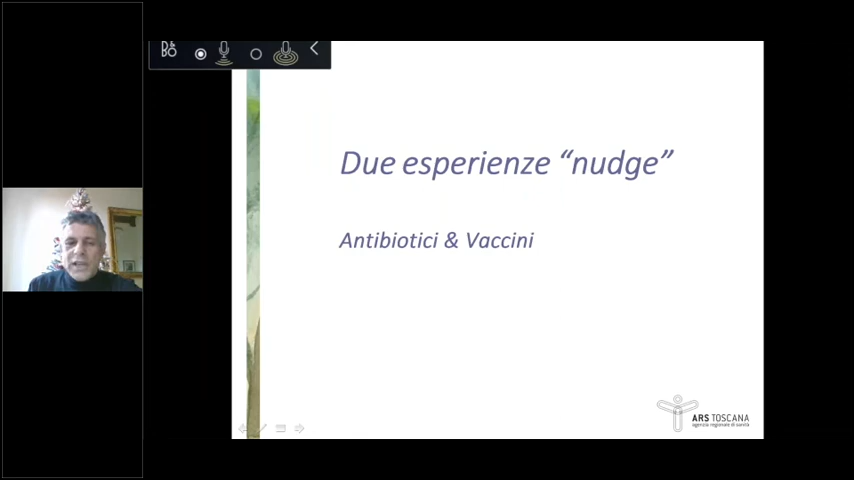 Due esperienze “nudge”
Antibiotici & Vaccini
ARS TOSCANA
agenzia regionale di sanità